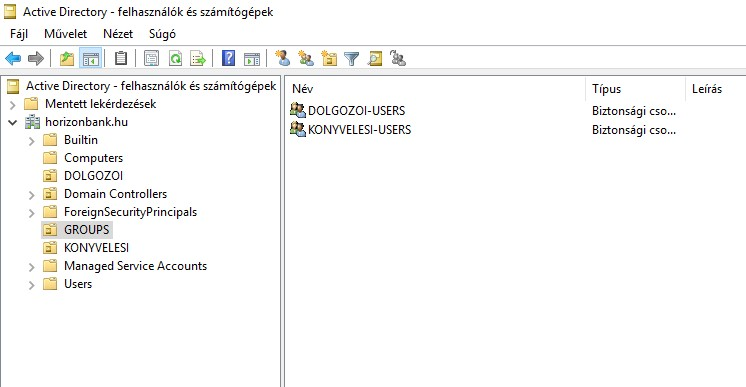 Active Directory - felhasználók és számítógépek
Fájl Művelet Nézet Súgó
Active Directory - felhasználók és számítógépek
Mentett lekérdezések
horizonbank.hu
Builtin
Computers
DOLGOZOI
Domain Controllers
ForeignSecurityPrincipals
GROUPS
KONYVELESI
Managed Service Accounts
Users
Név Típus Leírás
DOLGOZOI-USERS Biztonsági cso...
KONYVELESI-USERS Biztonsági cso...